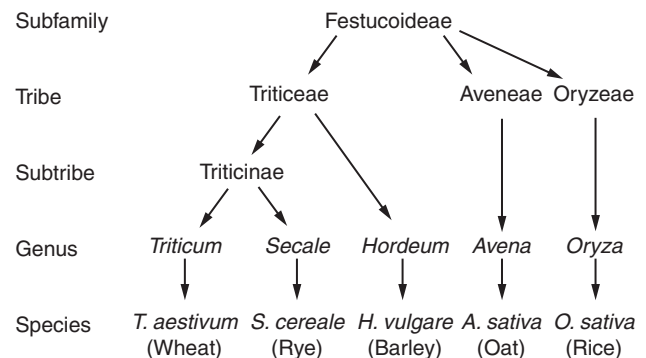 Subfamily Festucoideae
Tribe Triticeae Aveneae Oryzeae
Subtribe Triticinae
Genus Triticum Secale Hordeum Avena Oryza
Species T. aestivum S. cereale H. vulgare A. sativa O. sativa
(Wheat) (Rye) (Barley) (Oat) (Rice)